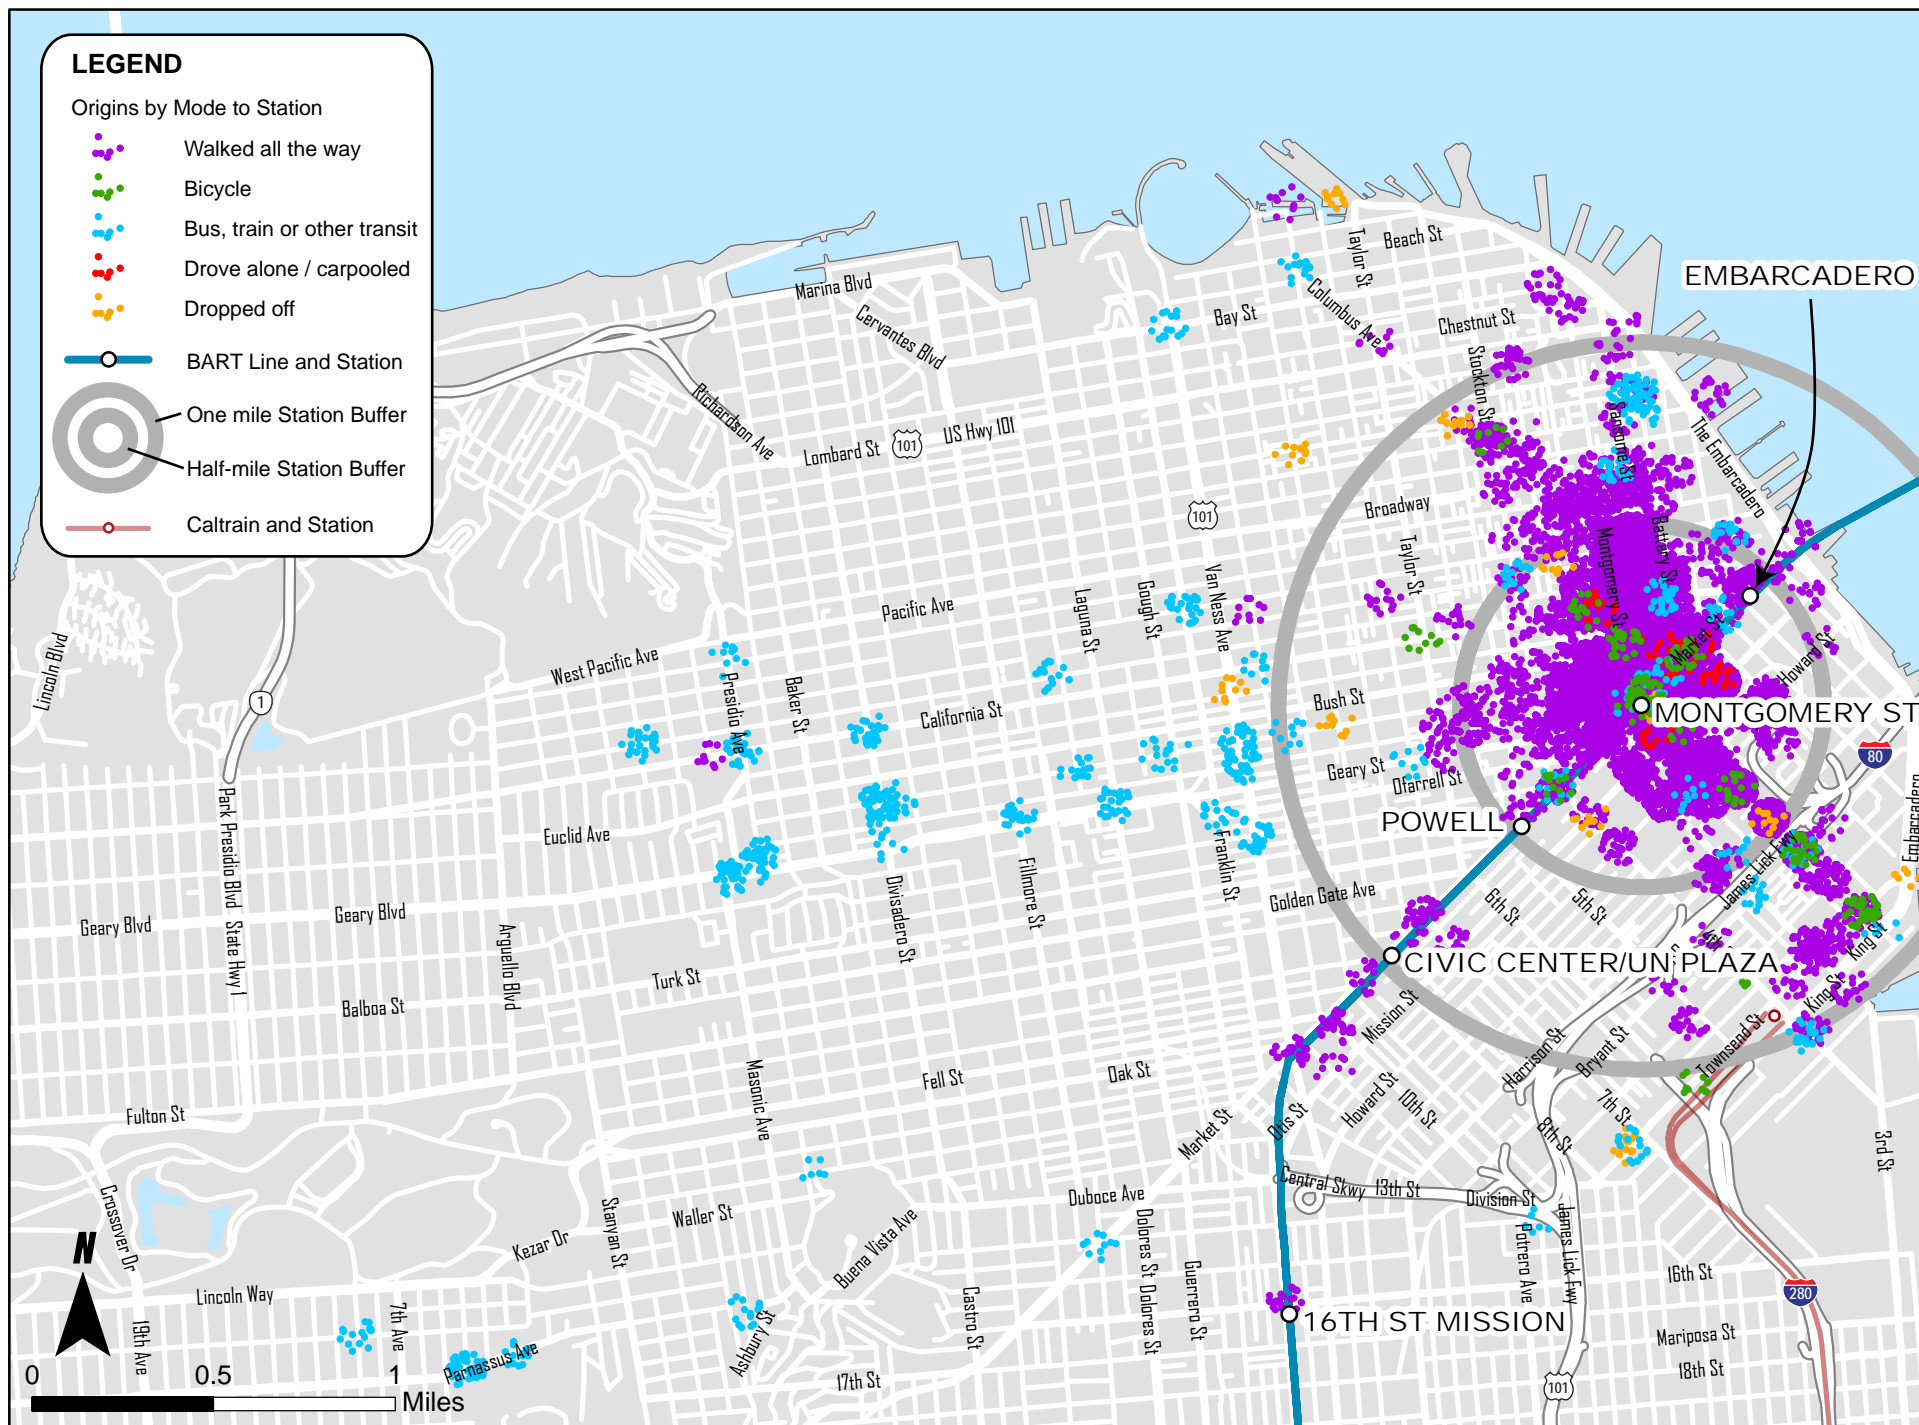 LEGEND
Origins by Mode to Station
Walked all the way
Bicycle
Bus, train or other transit
Drove alone / carpooled
Dropped off
BART Line and Station
One mile Station Buffer
Half-mile Station Buffer
Caltrain and Station
EMBARCADERO
MONTGOMERY ST
POWELL
CIVIC CENTER/UN PLAZA
16TH ST MISSION
Marina Blvd
Cervantes Blvd
Richardson Ave
Lombard St
101
US Hwy 101
Bay St
Columbus Ave
Taylor St
Beach St
Chestnut St
Stockton St
Sansome St
The Embarcadero
Broadway
101
Taylor St
Montgomery St
Battery St
Market St
Howard St
Van Ness Ave
Gough St
Laguna St
Pacific Ave
West Pacific Ave
Presidio Ave
Baker St
California St
Bush St
Geary St
Ofarrell St
80
Embarcadero
Lincoln Blvd
1
Park Presidio Blvd
State Hwy 1
Euclid Ave
Geary Blvd
Geary Blvd
Arguello Blvd
Balboa St
Turk St
Divisadero St
Fillmore St
Franklin St
Golden Gate Ave
6th St
5th St
James Lick Fwy
4th
King St
King St
Townsend St
Mission St
Harrison St
Bryant St
7th St
Howard St
10th St
8th St
Otis St
Market St
Oak St
Fell St
Masonic Ave
Fulton St
Crossover Dr
Kezar Dr
Stanyan St
Waller St
Buena Vista Ave
Duboce Ave
Central Skwy
13th St
Division St
3rd St
Dolores St
Dolores St
Guerrero St
Potrero Ave
James Lick Fwy
16th St
280
Mariposa St
18th St
101
Castro St
17th St
Ashbury St
Parnassus Ave
7th Ave
Lincoln Way
19th Ave
N
0 0.5 1
Miles